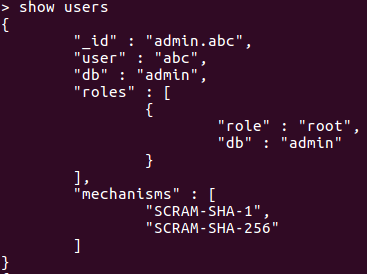 > show users
{
        "_id" : "admin.abc",
        "user" : "abc",
        "db" : "admin",
        "roles" : [
                {
                        "role" : "root",
                        "db" : "admin"
                }
        ],
        "mechanisms" : [
                "SCRAM-SHA-1",
                "SCRAM-SHA-256"
        ]
}